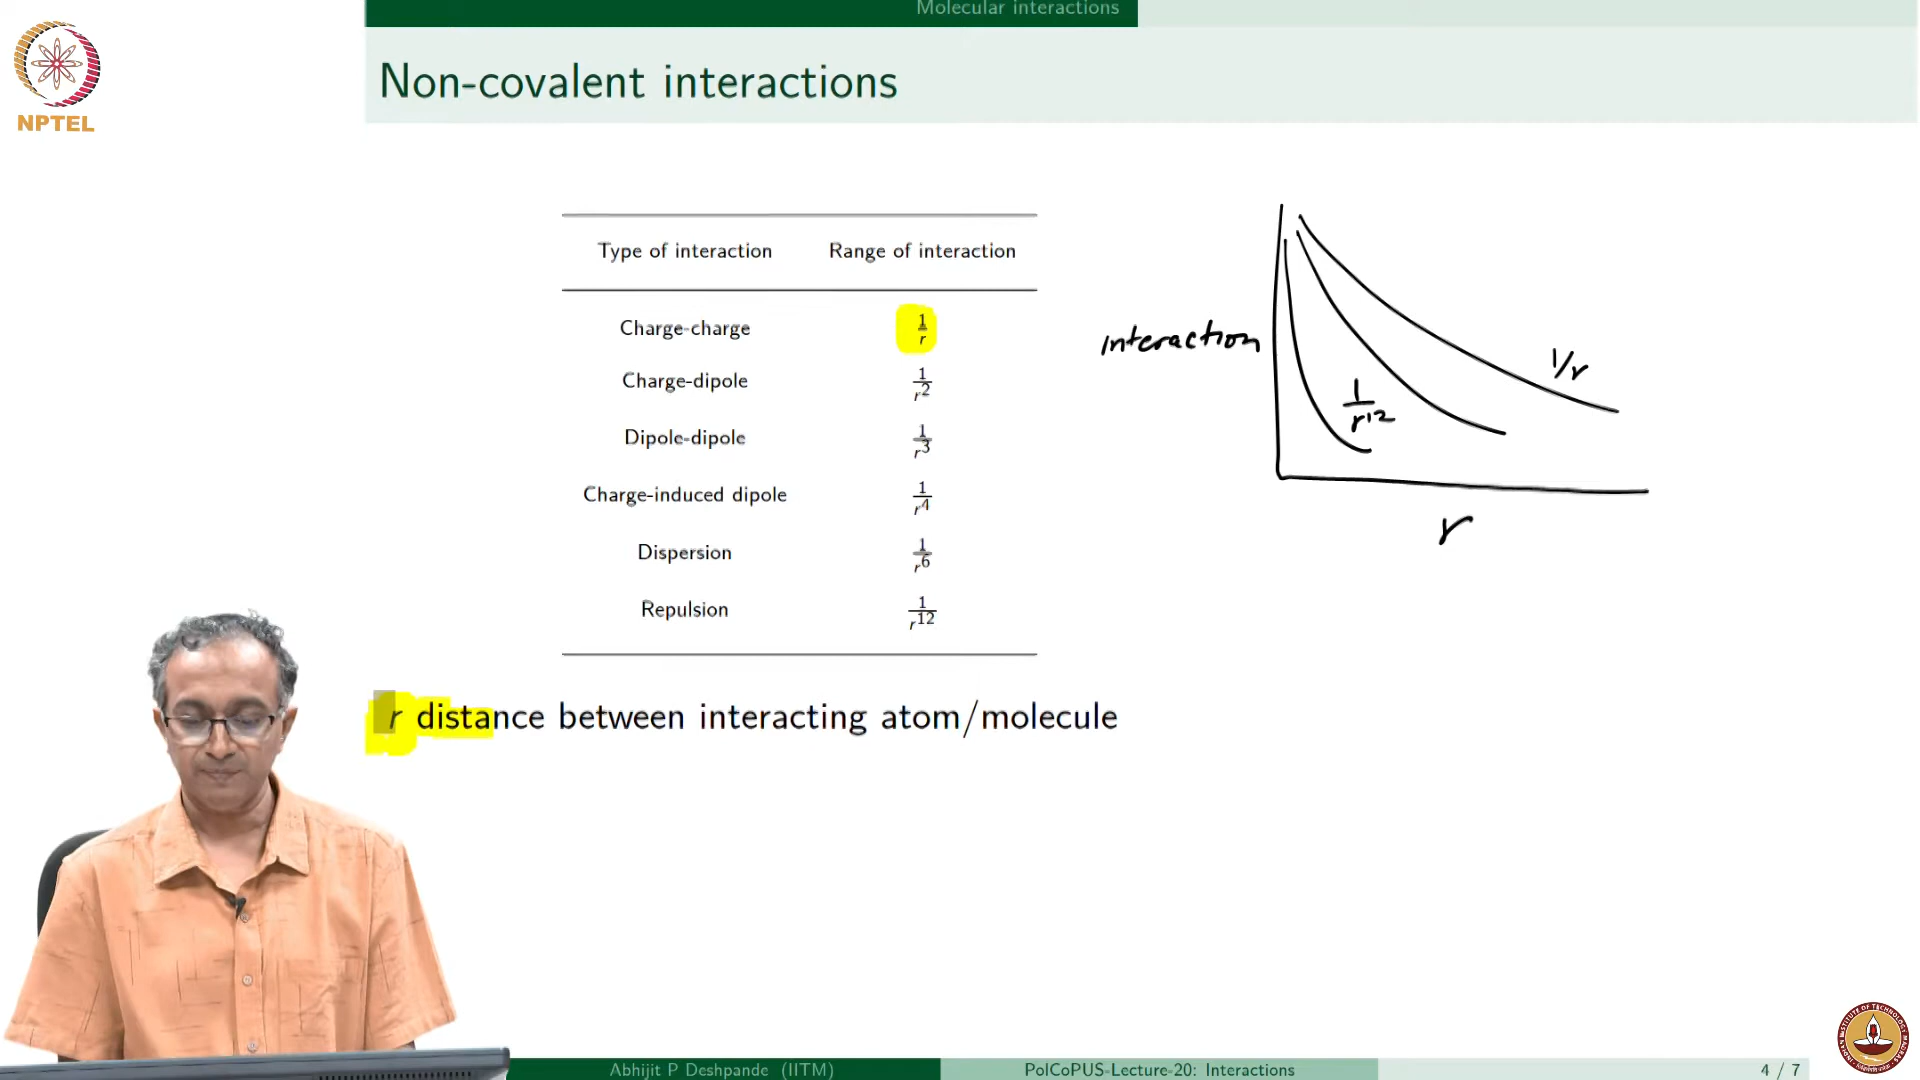 Molecular interactions
NPTEL
Non-covalent interactions
Type of interaction Range of interaction
Charge-charge 1/r
Charge-dipole 1/r^2
Dipole-dipole 1/r^3
Charge-induced dipole 1/r^4
Dispersion 1/r^6
Repulsion 1/r^12
interaction
1/r
1/r^12
r
r distance between interacting atom/molecule
Abhijit P Deshpande (IITM) PolCoPUS-Lecture-20: Interactions 4 / 7